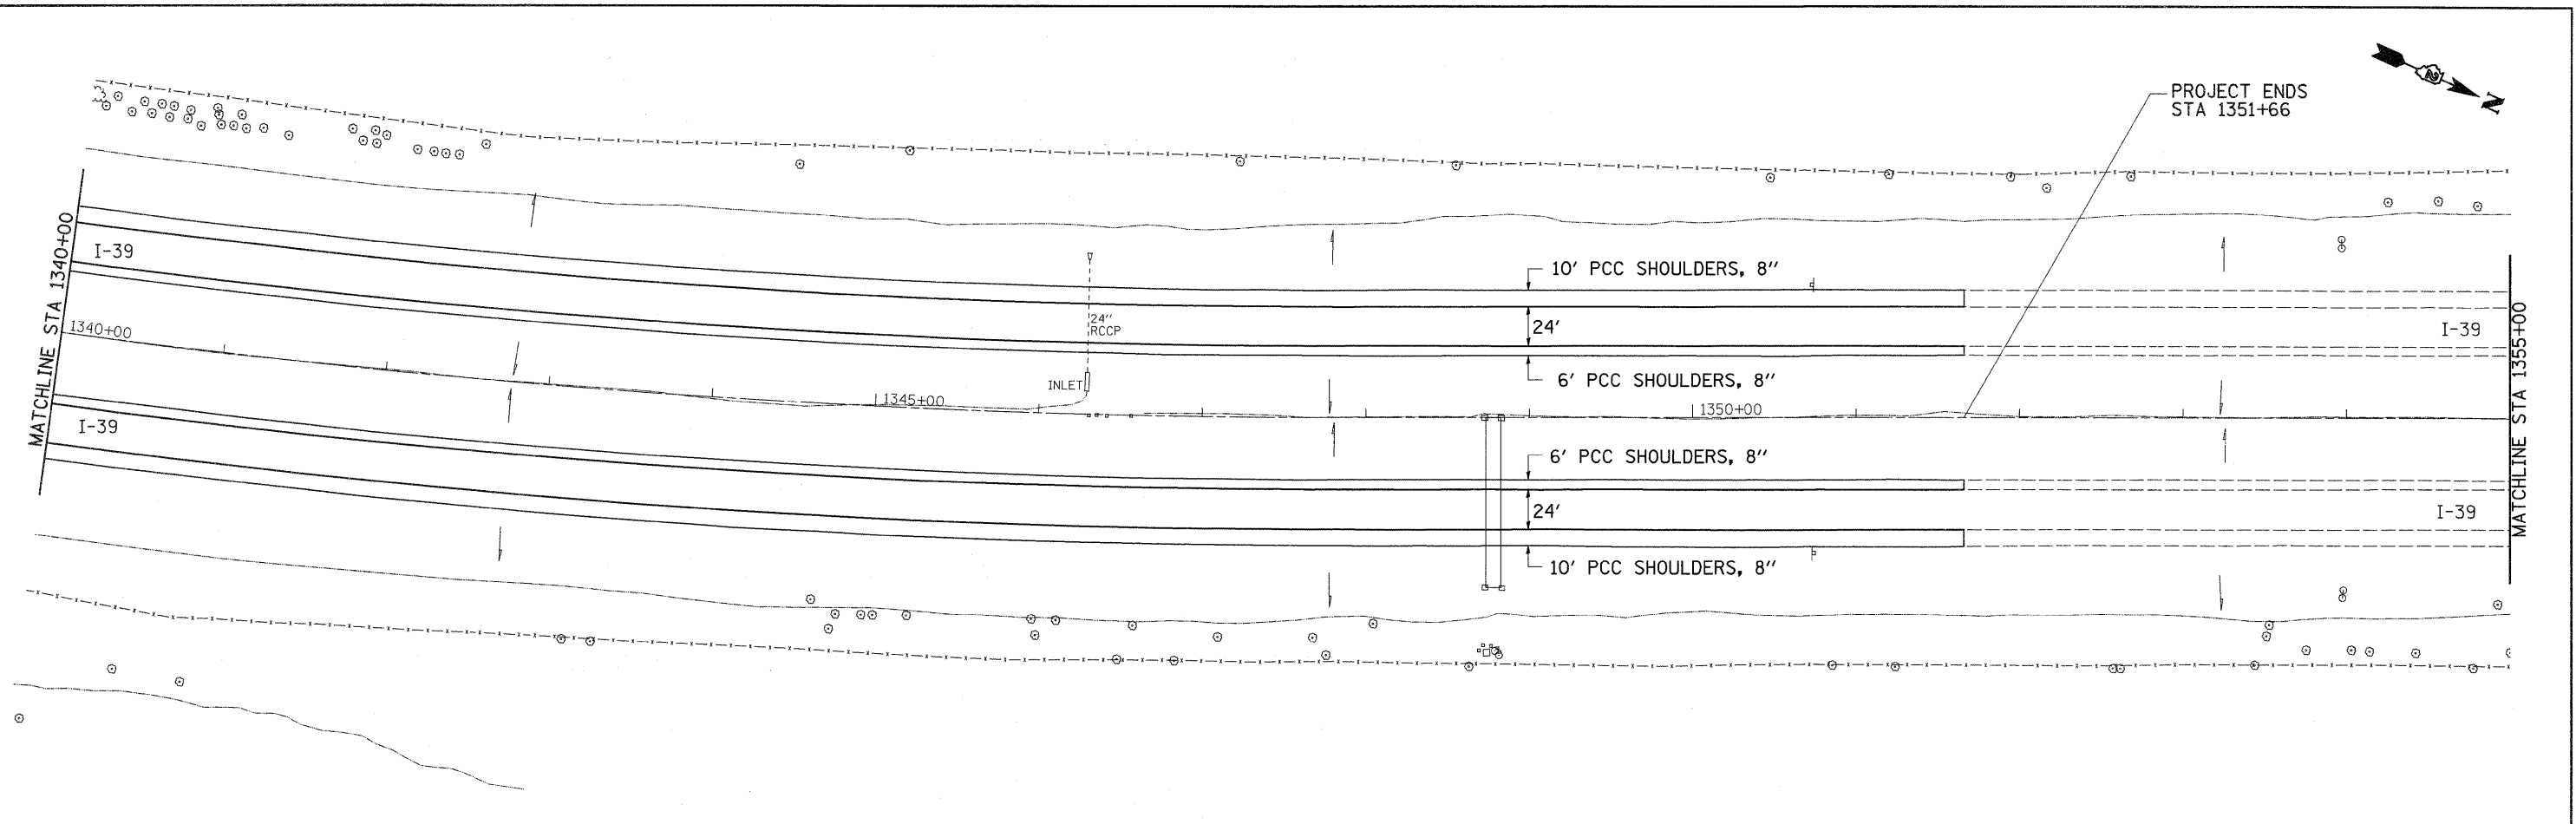 PROJECT ENDS
STA 1351+66
N
MATCHLINE STA 1340+00
I-39
10' PCC SHOULDERS, 8''
24''
RCCP
24'
I-39
MATCHLINE STA 1355+00
1340+00
INLET
6' PCC SHOULDERS, 8''
1345+00
1350+00
I-39
6' PCC SHOULDERS, 8''
24'
I-39
10' PCC SHOULDERS, 8''